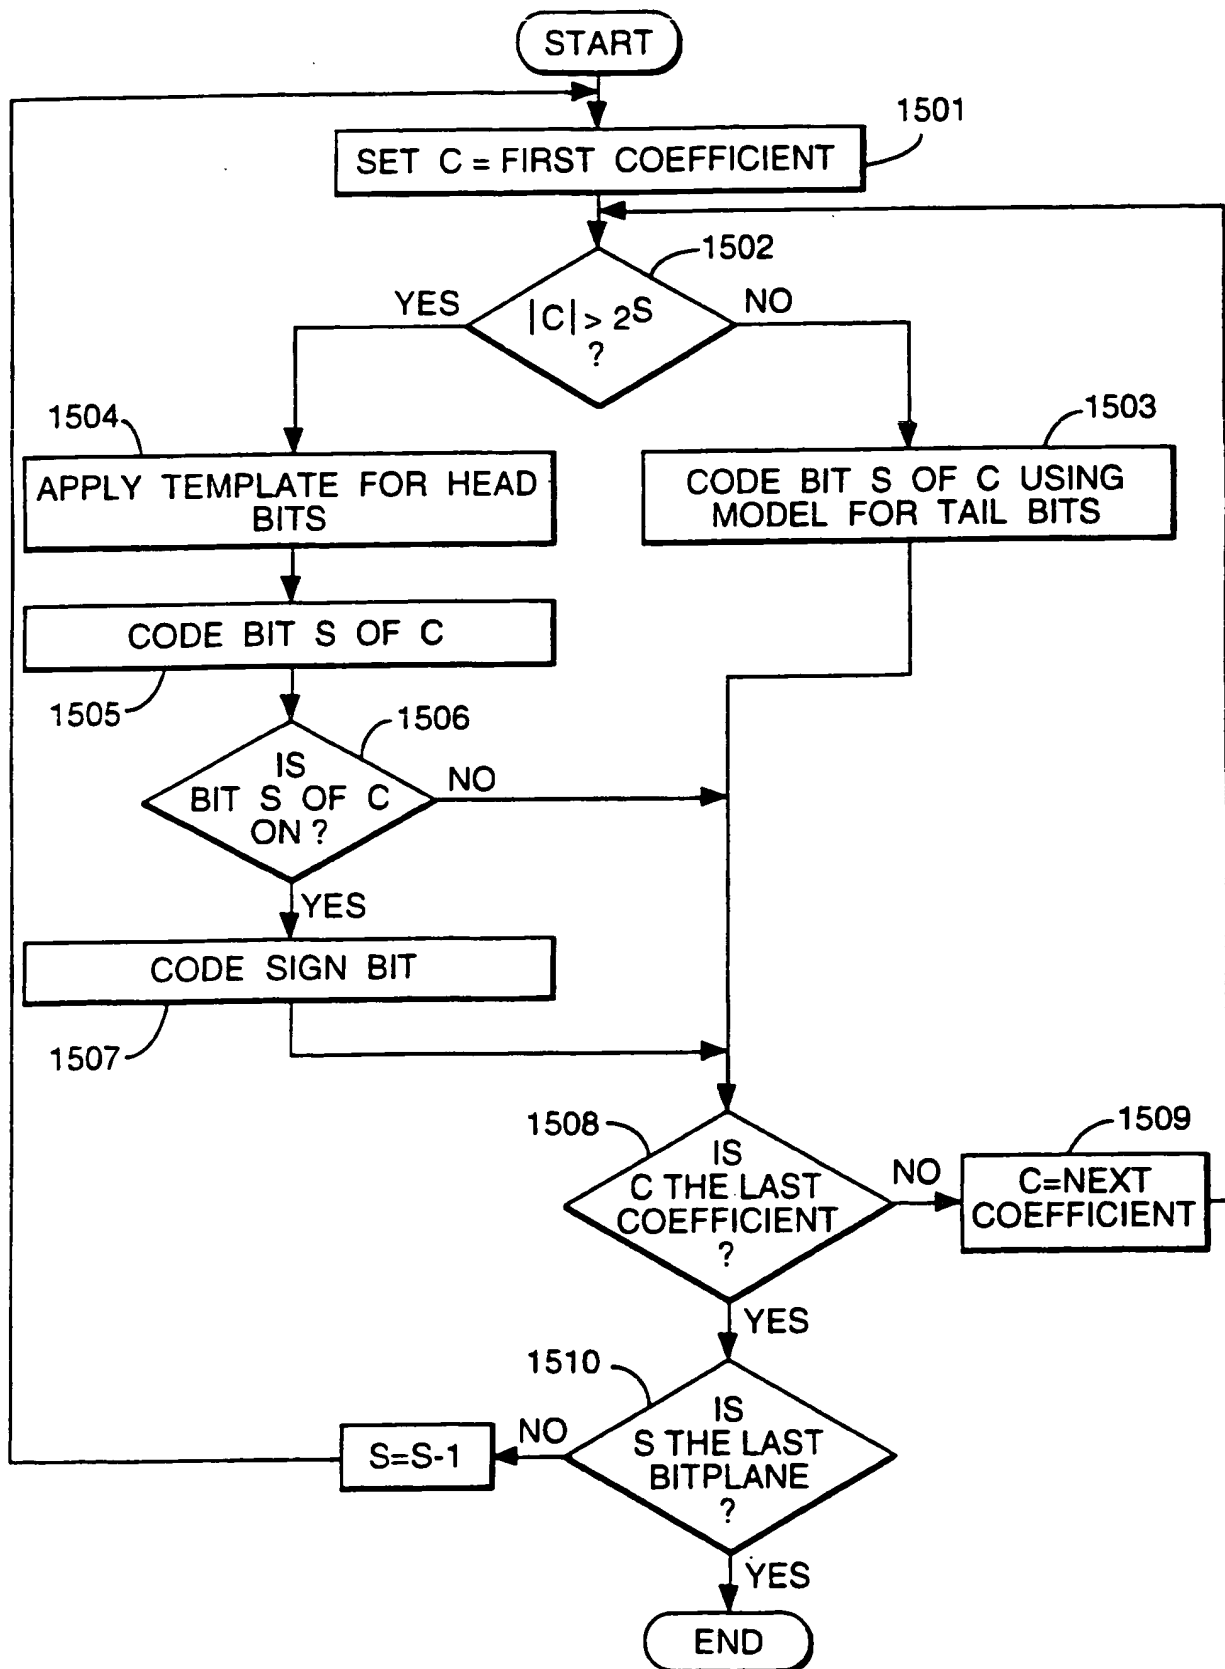 START
1501
SET C = FIRST COEFFICIENT
1502
YES
|C| > 2^S
?
NO
1504
1503
APPLY TEMPLATE FOR HEAD
BITS
CODE BIT S OF C USING
MODEL FOR TAIL BITS
CODE BIT S OF C
1505
1506
IS
BIT S OF C
ON ?
NO
YES
CODE SIGN BIT
1507
1508
IS
C THE LAST
COEFFICIENT
?
NO
1509
C=NEXT
COEFFICIENT
YES
1510
IS
S THE LAST
BITPLANE
?
NO
S=S-1
YES
END